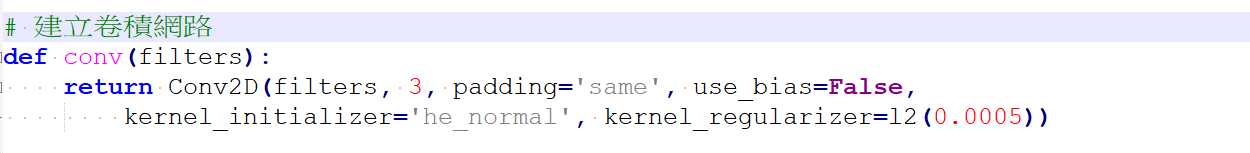 # 建立卷積網路
def conv(filters):
    return Conv2D(filters, 3, padding='same', use_bias=False,
        kernel_initializer='he_normal', kernel_regularizer=l2(0.0005))